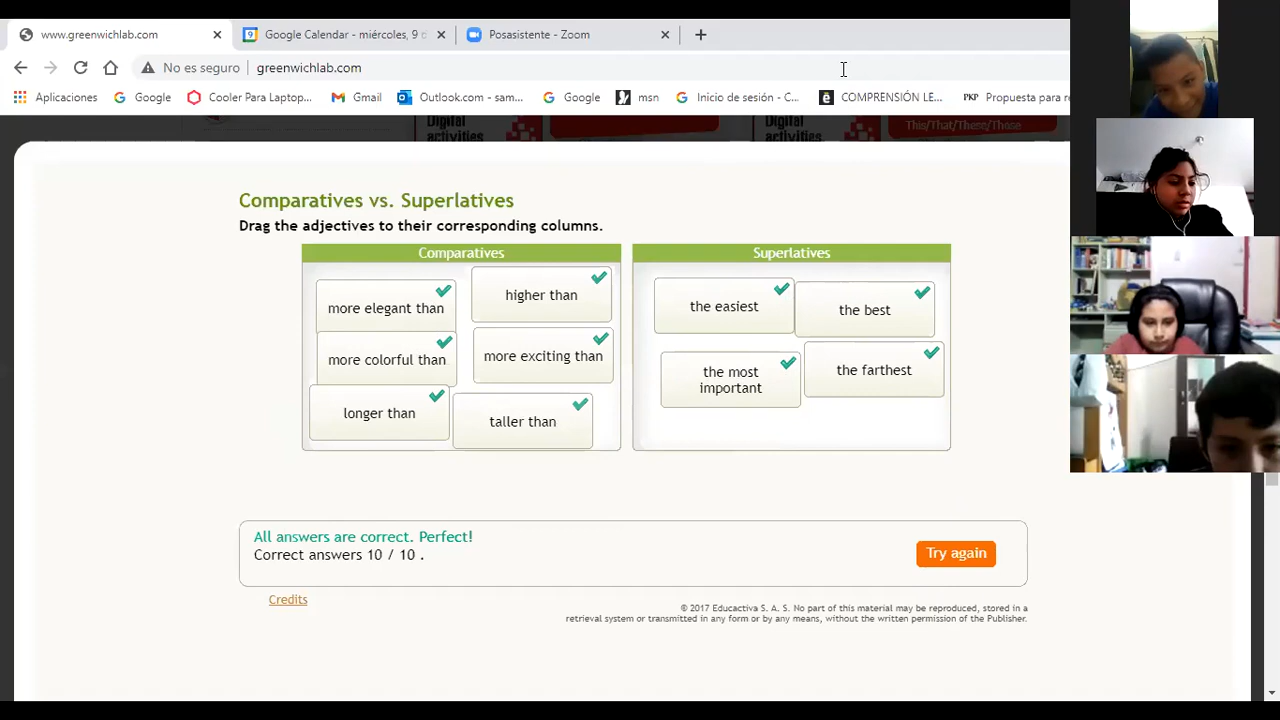 www.greenwichlab.com
Google Calendar - miércoles, 9 d
Posasistente - Zoom
No es seguro
greenwichlab.com
Aplicaciones
Google
Cooler Para Laptop...
Gmail
Outlook.com - sam...
Google
msn
Inicio de sesión - C...
COMPRENSIÓN LE...
PKP
Propuesta para r
Digital
activities
Digital
activities
This/That/These/Those
Comparatives vs. Superlatives
Drag the adjectives to their corresponding columns.
Comparatives
more elegant than
higher than
more colorful than
more exciting than
longer than
taller than
Superlatives
the easiest
the best
the most
important
the farthest
All answers are correct. Perfect!
Correct answers 10 / 10 .
Try again
Credits
© 2017 Educactiva S. A. S. No part of this material may be reproduced, stored in a
retrieval system or transmitted in any form or by any means, without the written permission of the Publisher.